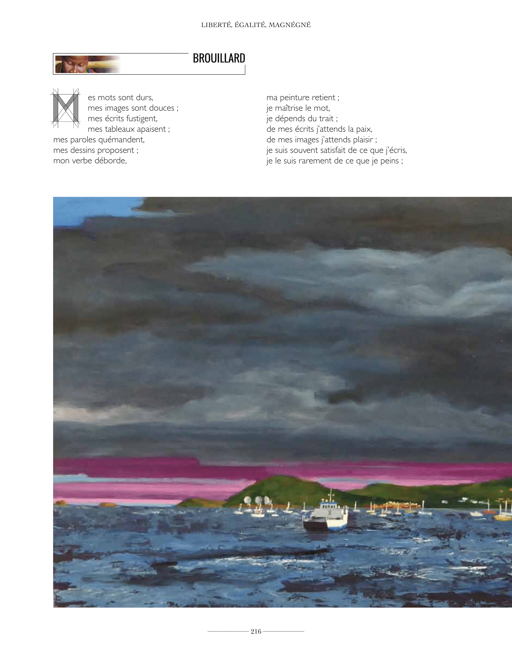 LIBERTÉ, ÉGALITÉ, MAGNÉGNÉ
BROUILLARD
Mes mots sont durs,
mes images sont douces ;
mes écrits fustigent,
mes tableaux apaisent ;
mes paroles quémandent,
mes dessins proposent ;
mon verbe déborde,
ma peinture retient ;
je maîtrise le mot,
je dépends du trait ;
de mes écrits j'attends la paix,
de mes images j'attends plaisir ;
je suis souvent satisfait de ce que j'écris,
je le suis rarement de ce que je peins ;
216